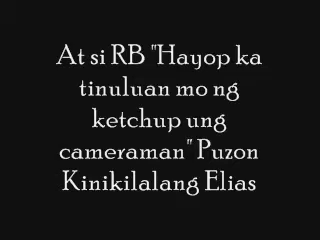 At si RB "Hayop ka
tinuluan mo ng
ketchup ung
cameraman" Puzon
Kinikilalang Elias